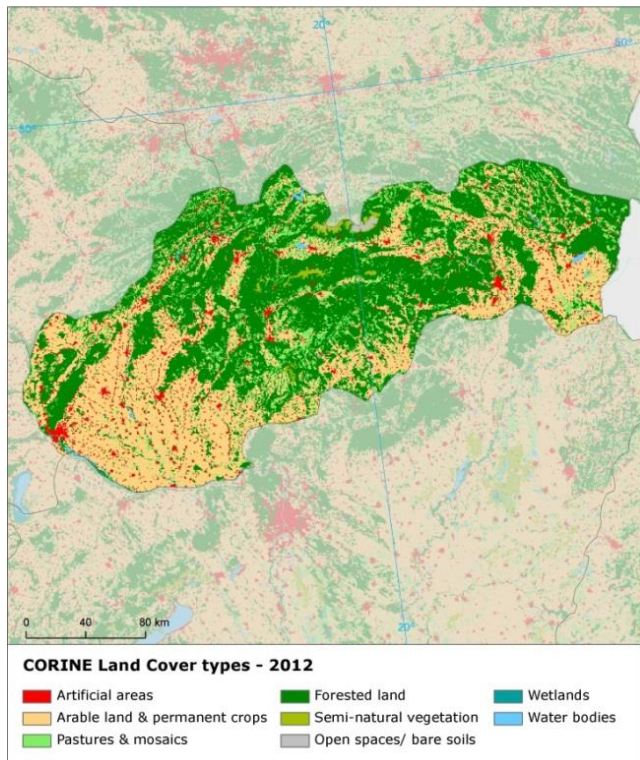 20°
50°
50°
20°
0 40 80 km
CORINE Land Cover types - 2012
Artificial areas
Forested land
Wetlands
Arable land & permanent crops
Semi-natural vegetation
Water bodies
Pastures & mosaics
Open spaces/ bare soils